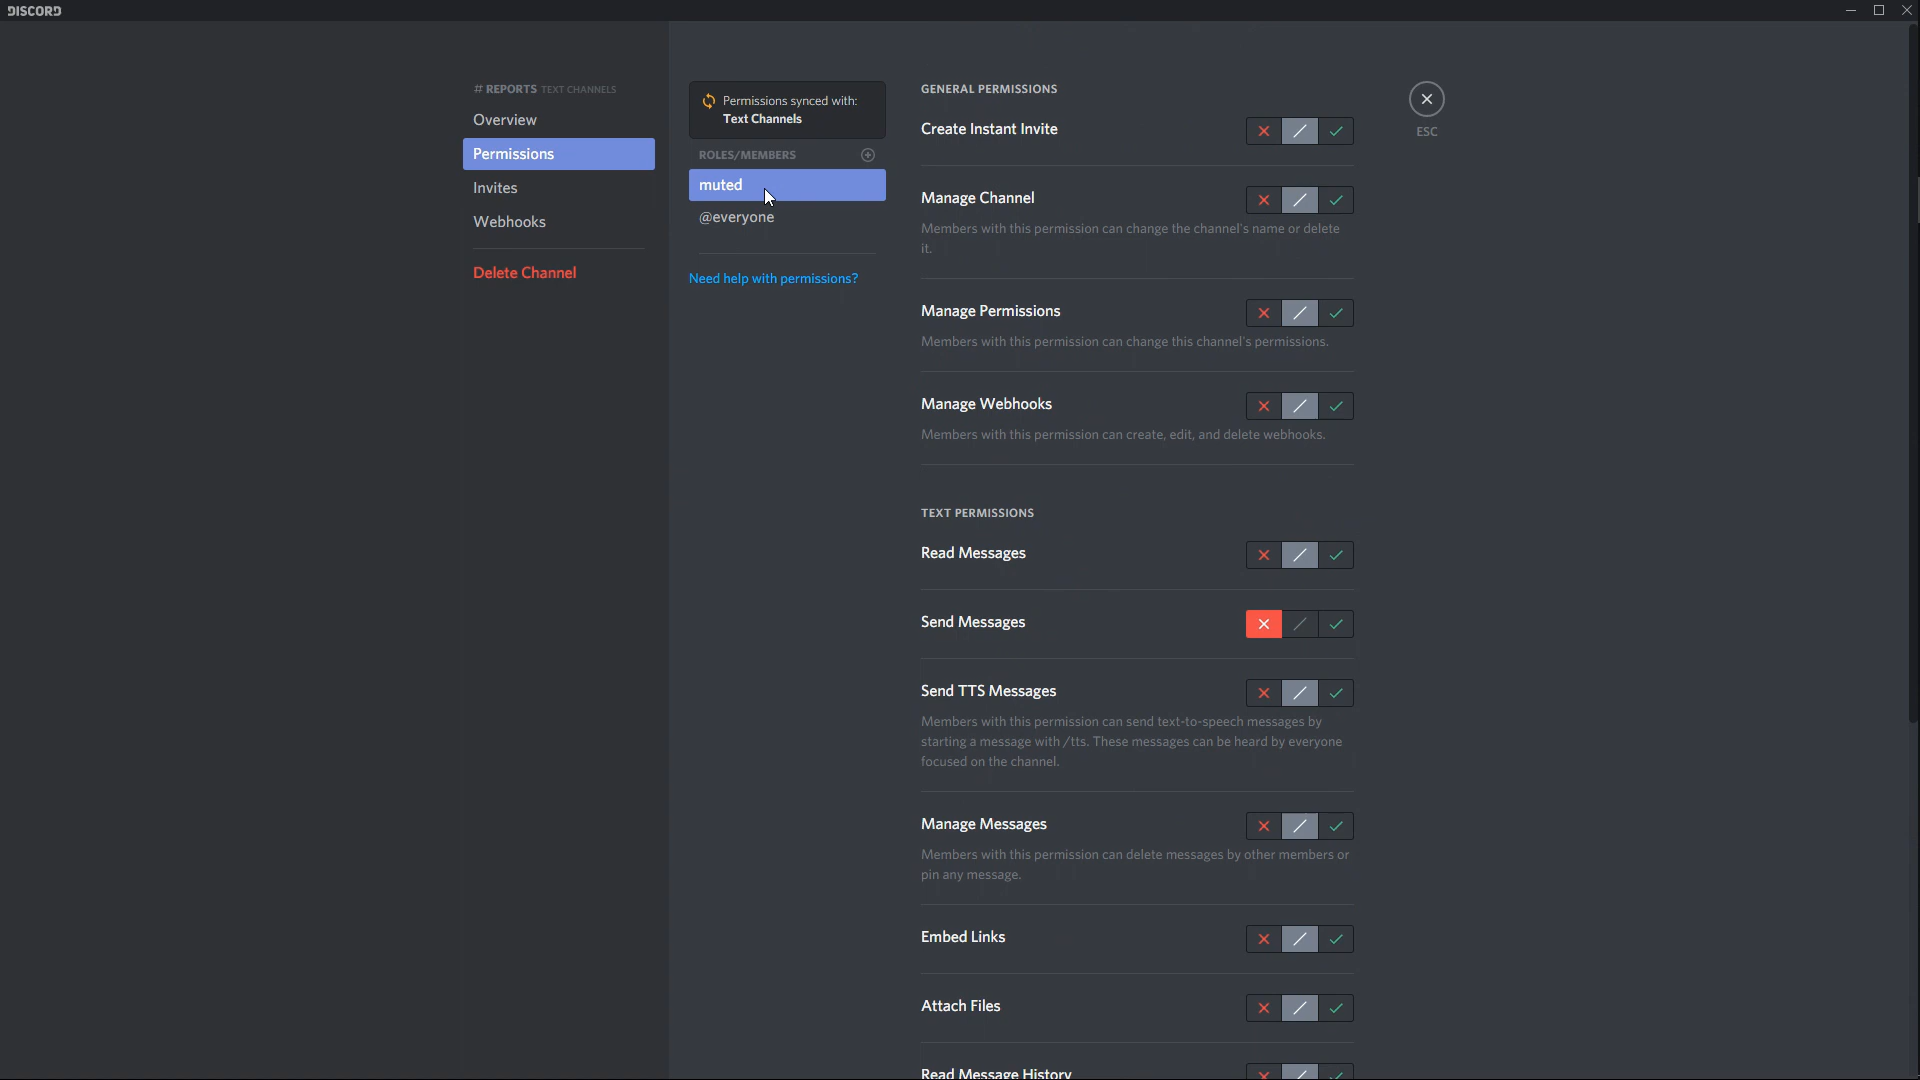 DISCORD
# REPORTS TEXT CHANNELS
Overview
Permissions
Invites
Webhooks
Delete Channel
Permissions synced with:
Text Channels
ROLES/MEMBERS
muted
@everyone
Need help with permissions?
GENERAL PERMISSIONS
Create Instant Invite
Manage Channel
Members with this permission can change the channel's name or delete
it.
Manage Permissions
Members with this permission can change this channel's permissions.
Manage Webhooks
Members with this permission can create, edit, and delete webhooks.
TEXT PERMISSIONS
Read Messages
Send Messages
Send TTS Messages
Members with this permission can send text-to-speech messages by
starting a message with /tts. These messages can be heard by everyone
focused on the channel.
Manage Messages
Members with this permission can delete messages by other members or
pin any message.
Embed Links
Attach Files
Read Message History
ESC